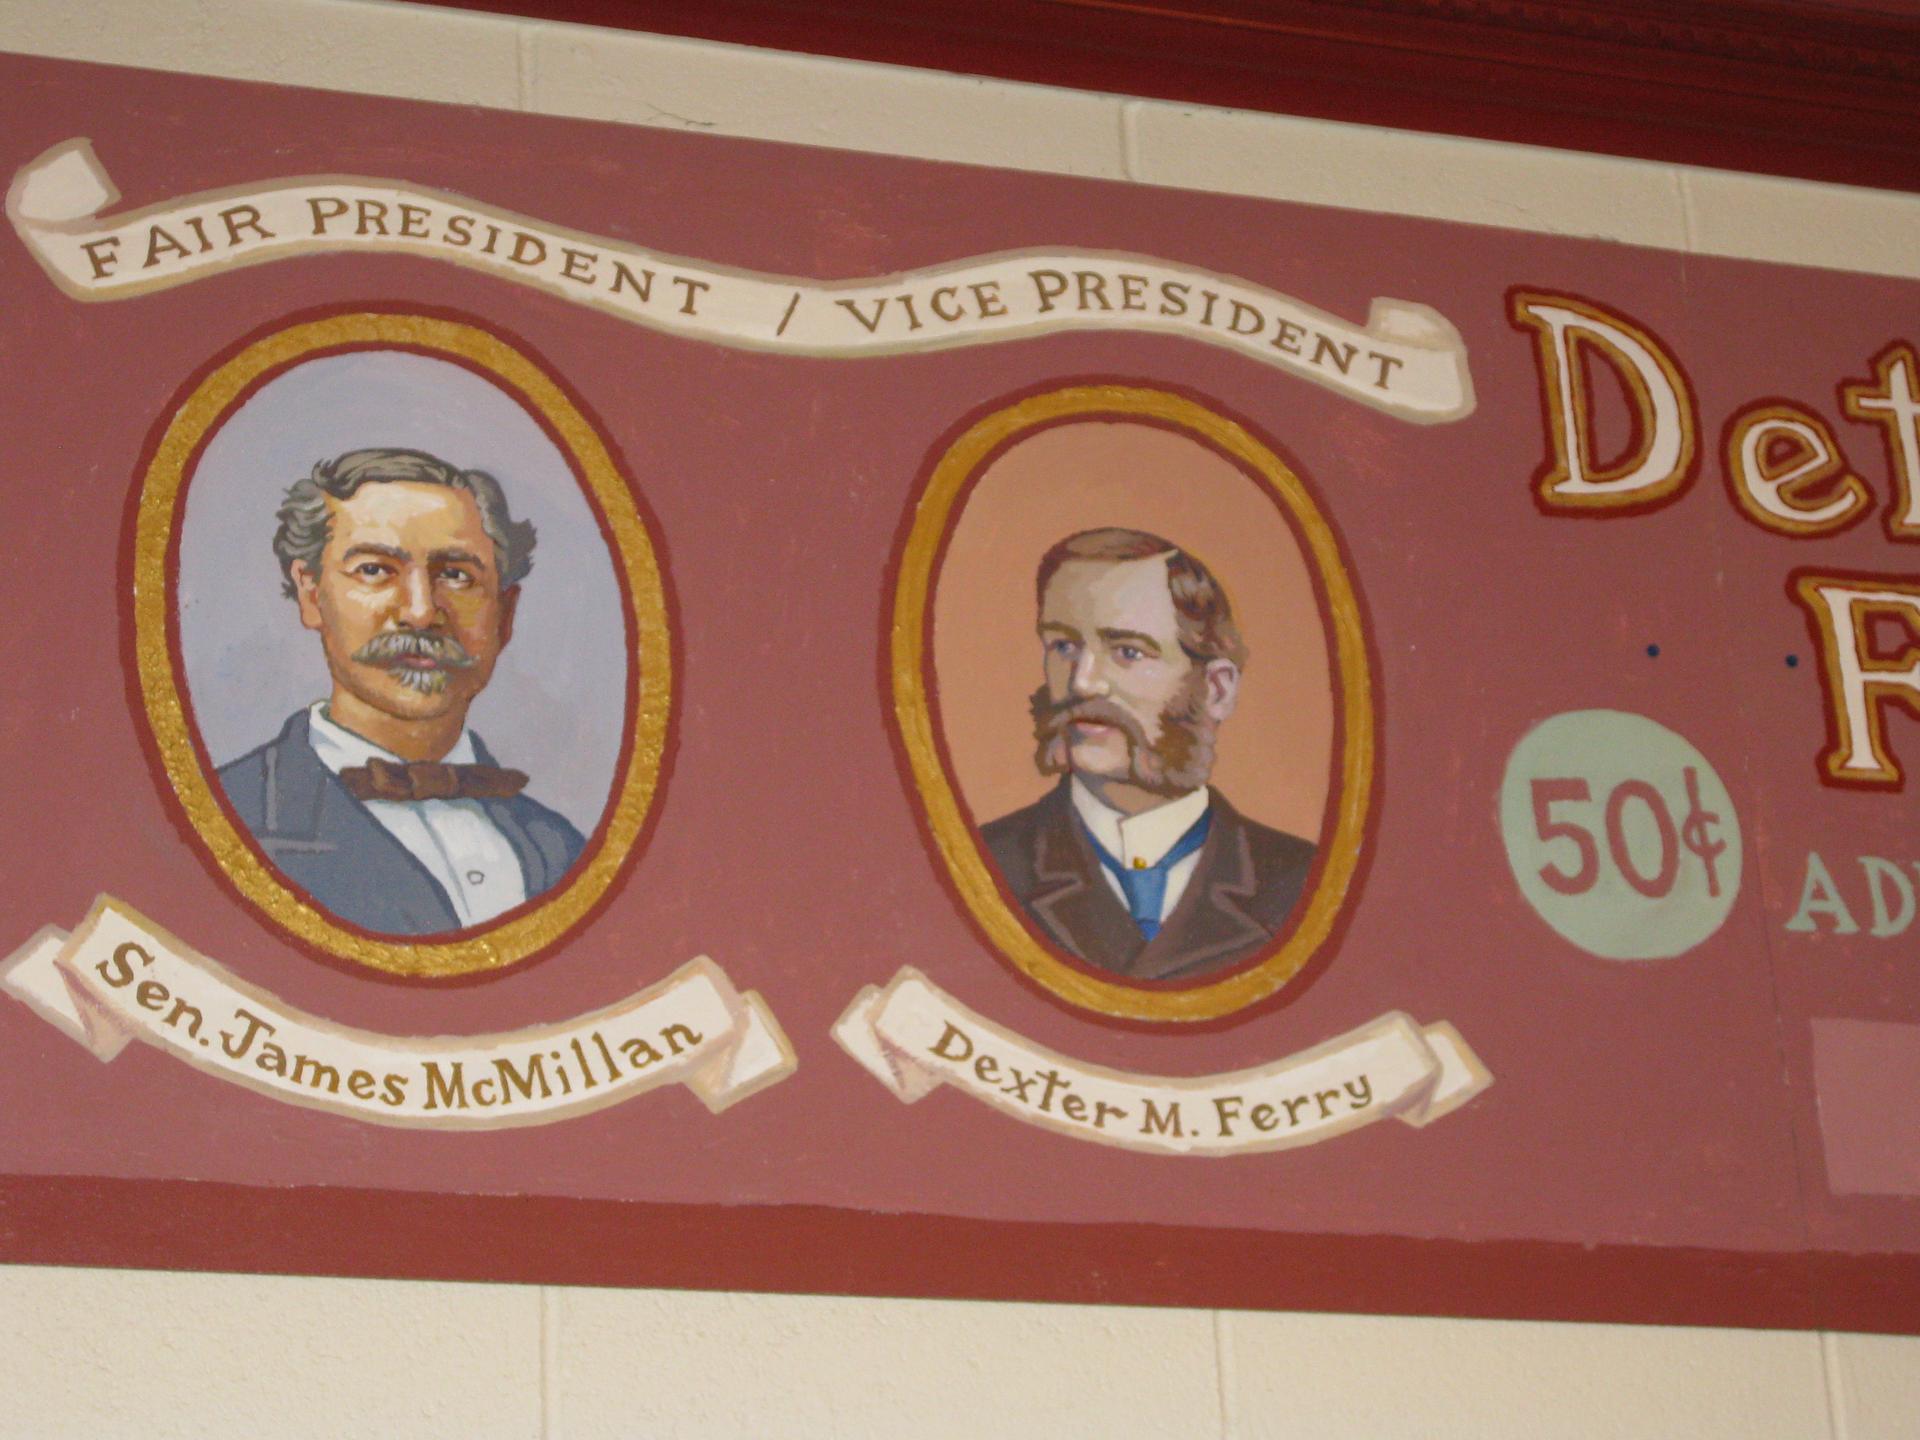 FAIR PRESIDENT / VICE PRESIDENT
Sen. James McMillan
Dexter M. Ferry
50¢